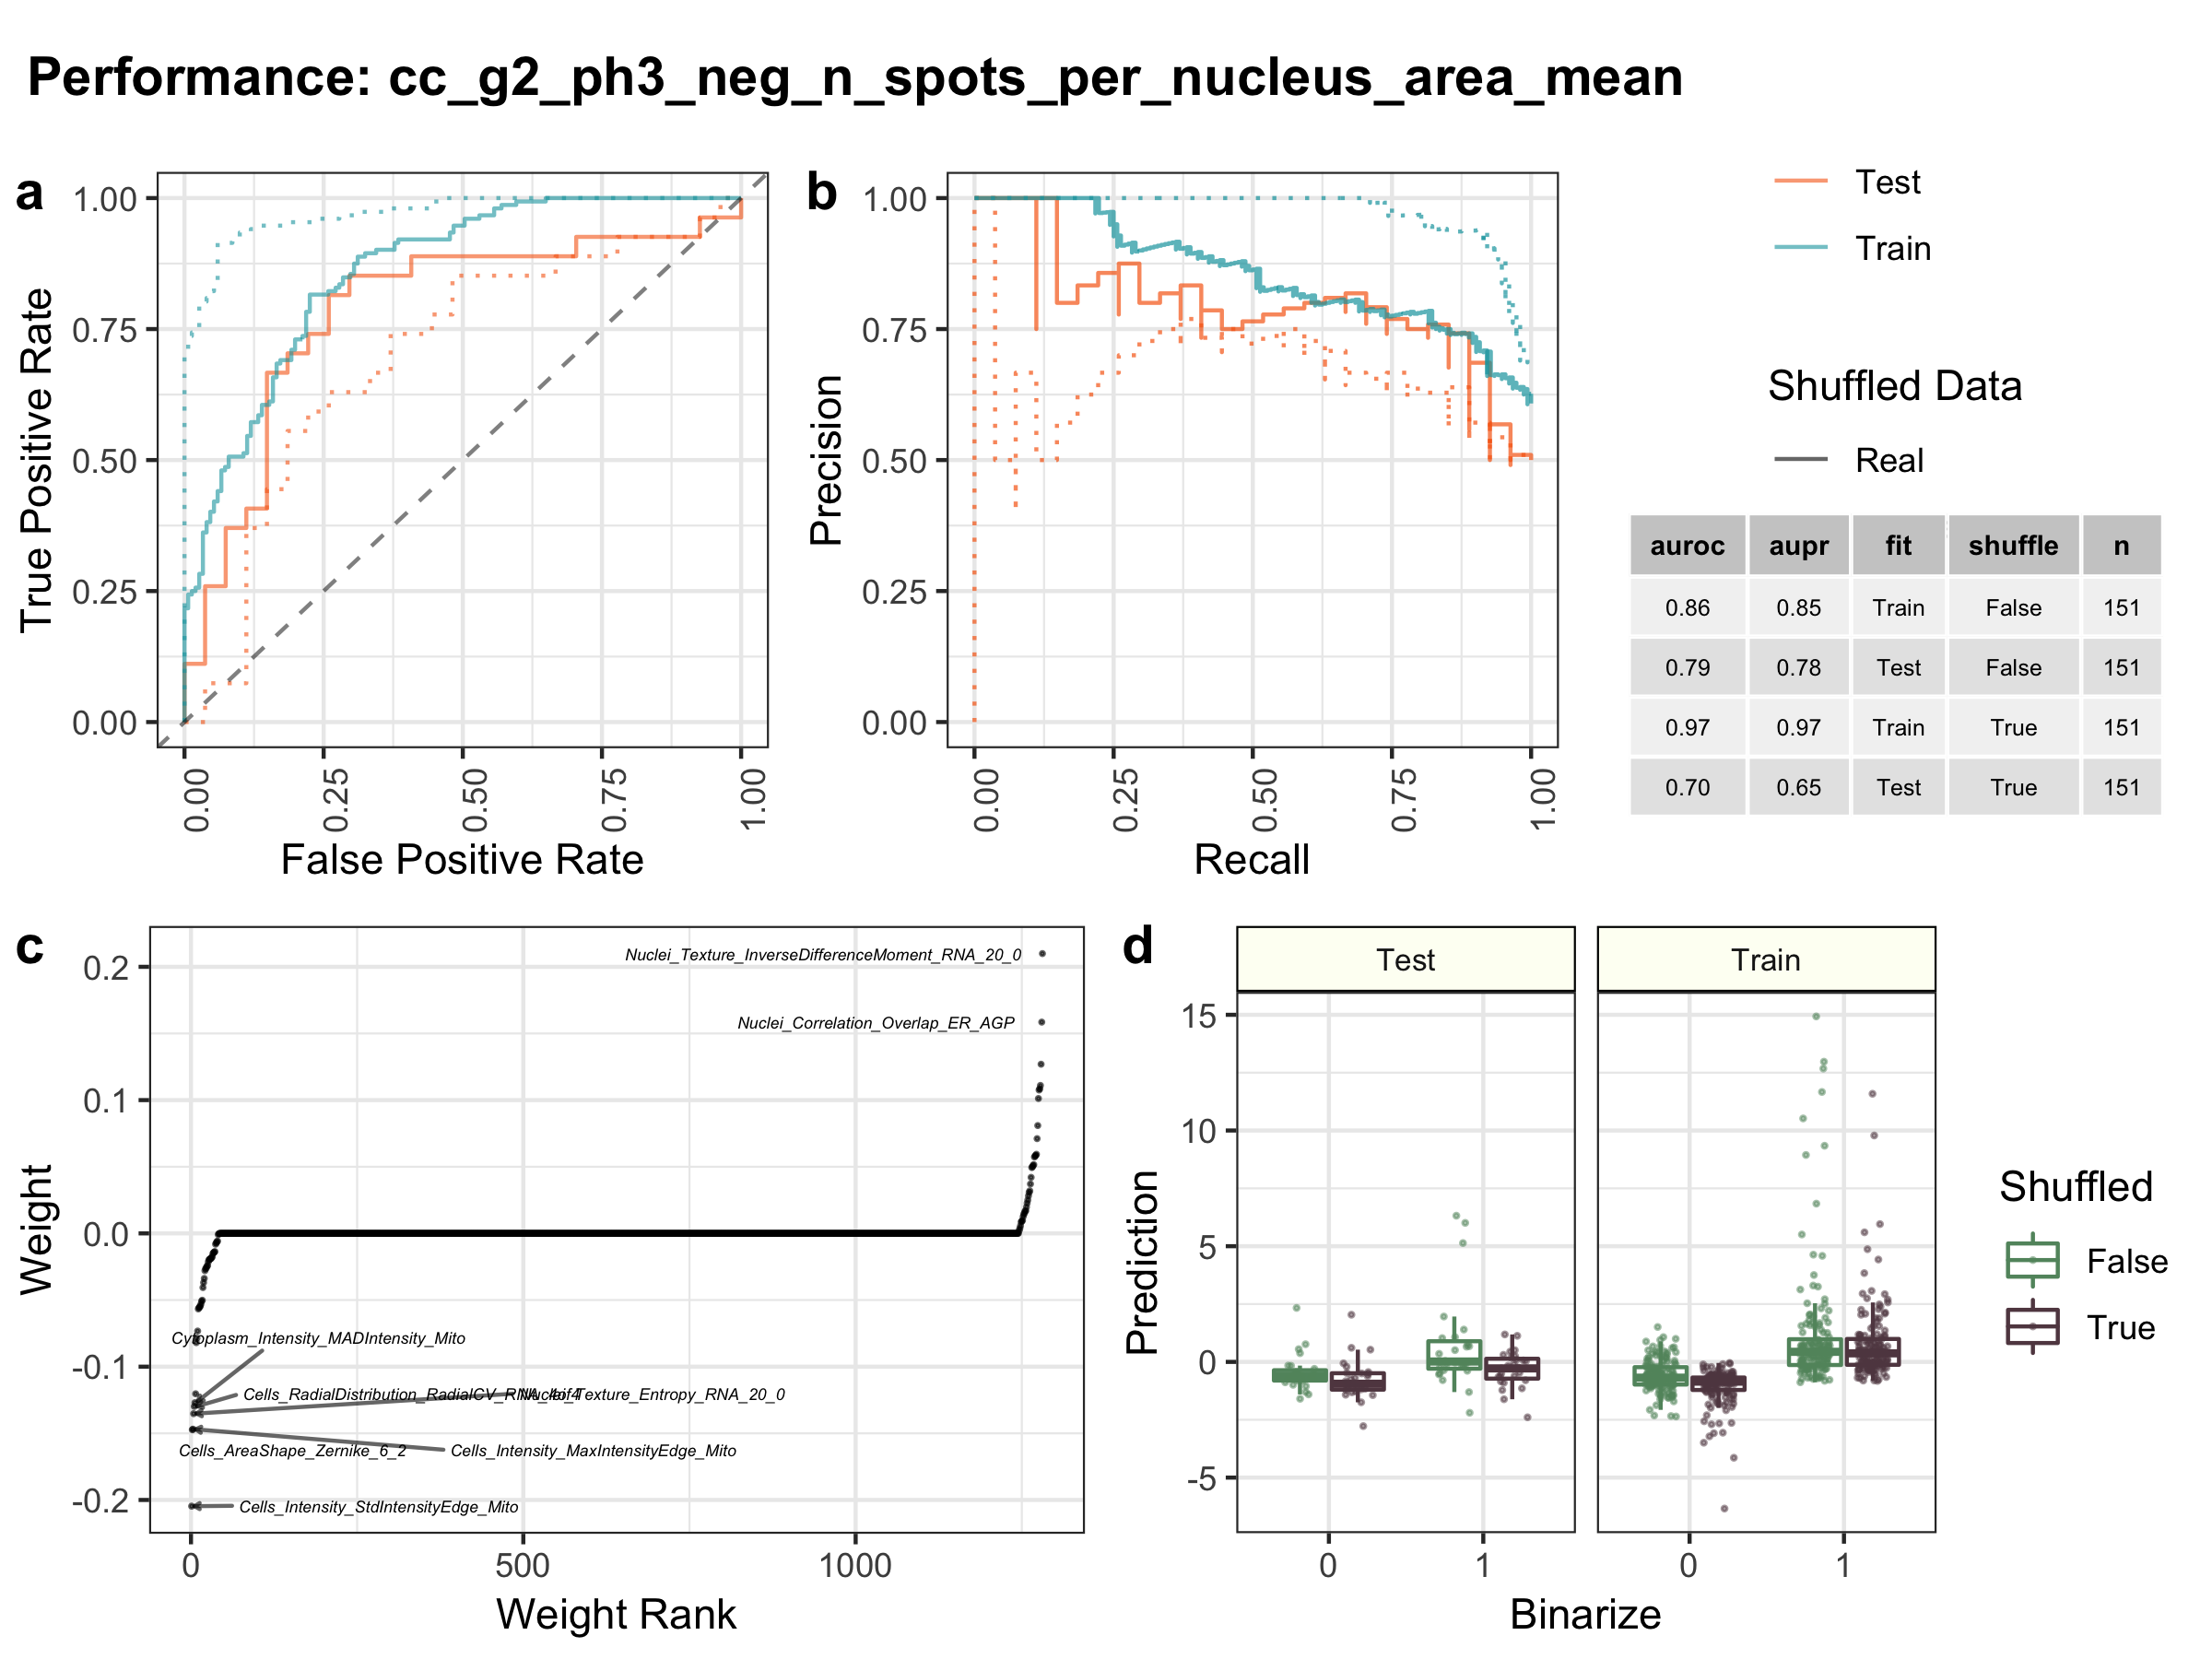 Performance: cc_g2_ph3_neg_n_spots_per_nucleus_area_mean
a
1.00
0.75
0.50
0.25
0.00
True Positive Rate
0.00
0.25
0.50
0.75
1.00
False Positive Rate
b
1.00
0.75
0.50
0.25
0.00
Precision
0.00
0.25
0.50
0.75
1.00
Recall
Test
Train
Shuffled Data
Real
auroc aupr fit shuffle n
0.86 0.85 Train False 151
0.79 0.78 Test False 151
0.97 0.97 Train True 151
0.70 0.65 Test True 151
c
0.2
0.1
0.0
-0.1
-0.2
Weight
Nuclei_Texture_InverseDifferenceMoment_RNA_20_0
Nuclei_Correlation_Overlap_ER_AGP
Cytoplasm_Intensity_MADIntensity_Mito
Cells_RadialDistribution_RadialCV_RNA_4of4
Nuclei_Texture_Entropy_RNA_20_0
Cells_AreaShape_Zernike_6_2
Cells_Intensity_MaxIntensityEdge_Mito
Cells_Intensity_StdIntensityEdge_Mito
0 500 1000
Weight Rank
d
Test Train
15
10
5
0
-5
Prediction
0 1 0 1
Binarize
Shuffled
False
True